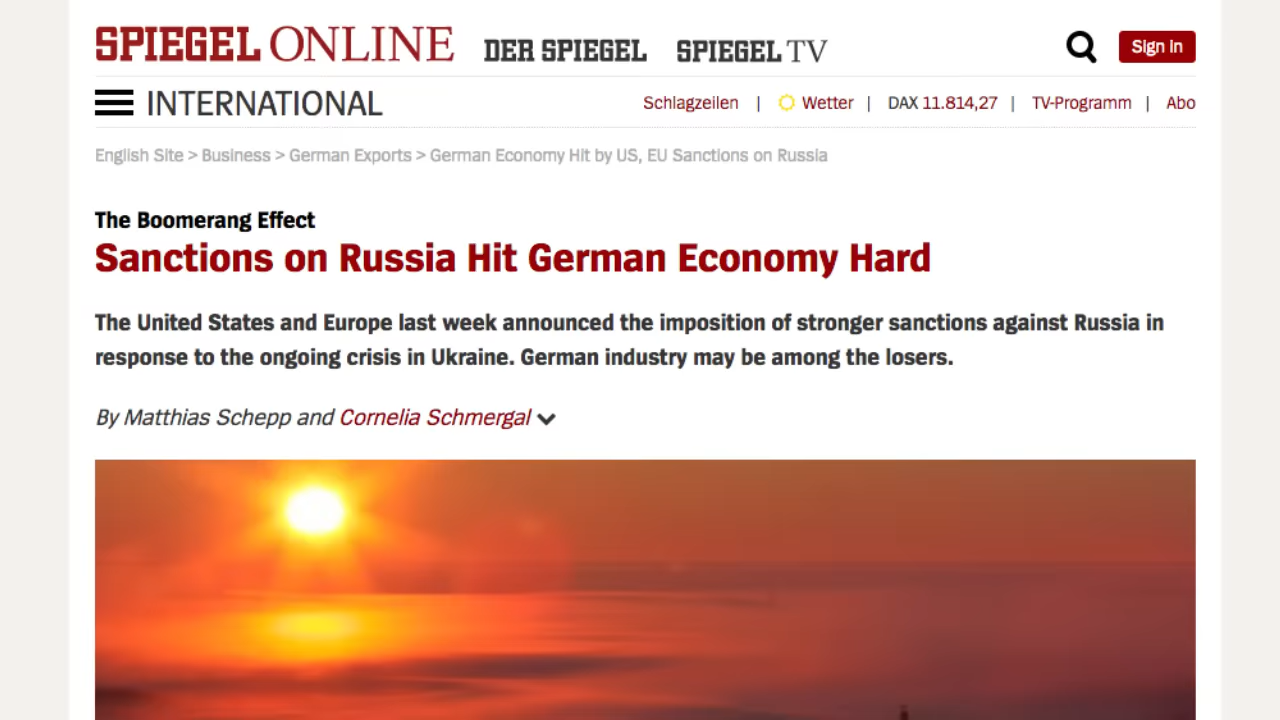 SPIEGEL ONLINE DER SPIEGEL SPIEGEL TV Sign in
INTERNATIONAL Schlagzeilen | Wetter | DAX 11.814,27 | TV-Programm | Abo
English Site > Business > German Exports > German Economy Hit by US, EU Sanctions on Russia
The Boomerang Effect
Sanctions on Russia Hit German Economy Hard
The United States and Europe last week announced the imposition of stronger sanctions against Russia in
response to the ongoing crisis in Ukraine. German industry may be among the losers.
By Matthias Schepp and Cornelia Schmergal